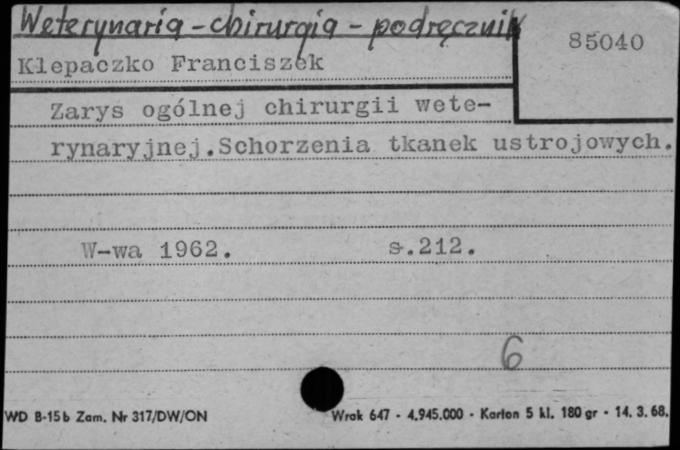 Weterynaria - chirurgia - podręcznik
85040
Klepaczko Franciszek
Zarys ogólnej chirurgii wete-
rynaryjnej.Schorzenia tkanek ustrojowych.
W-wa 1962. s.212.
6
WD B-15b Zam. Nr 317/DW/ON Wrak 647 - 4.945.000 - Karton 5 kl. 180 gr - 14. 3. 68.